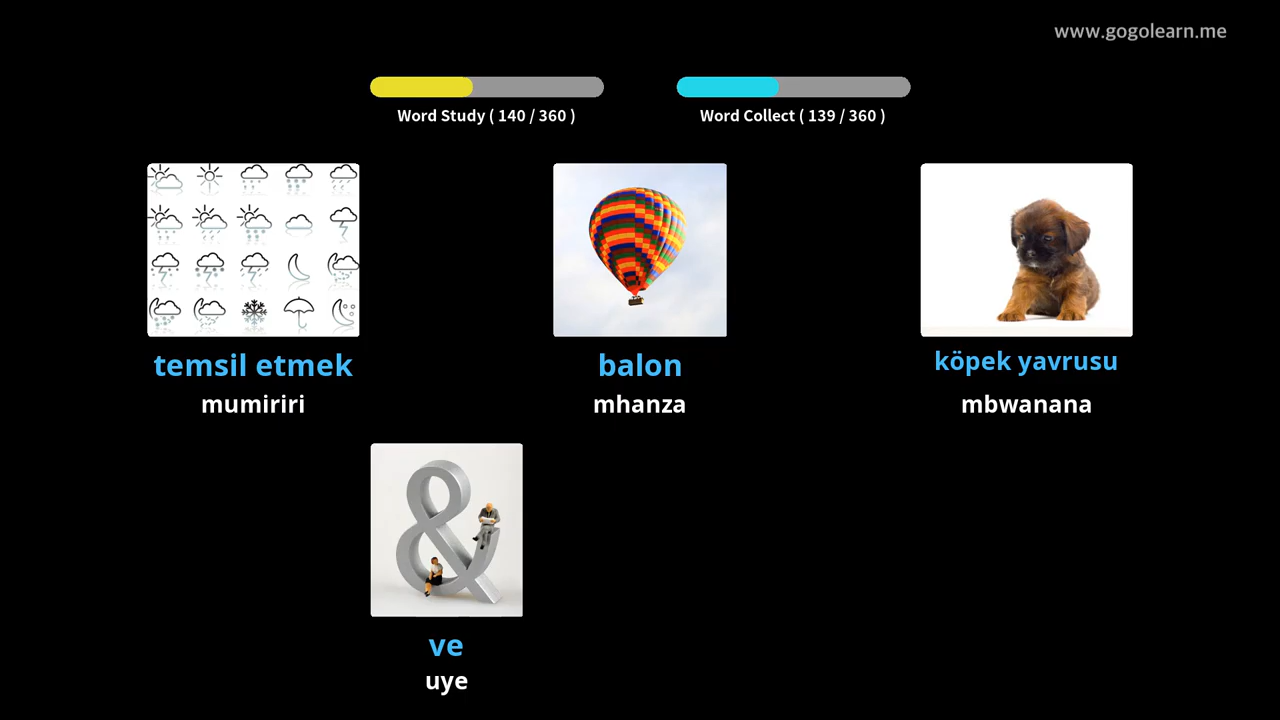 www.gogolearn.me
Word Study ( 140 / 360 )
Word Collect ( 139 / 360 )
temsil etmek
mumiriri
balon
mhanza
köpek yavrusu
mbwanana
ve
uye